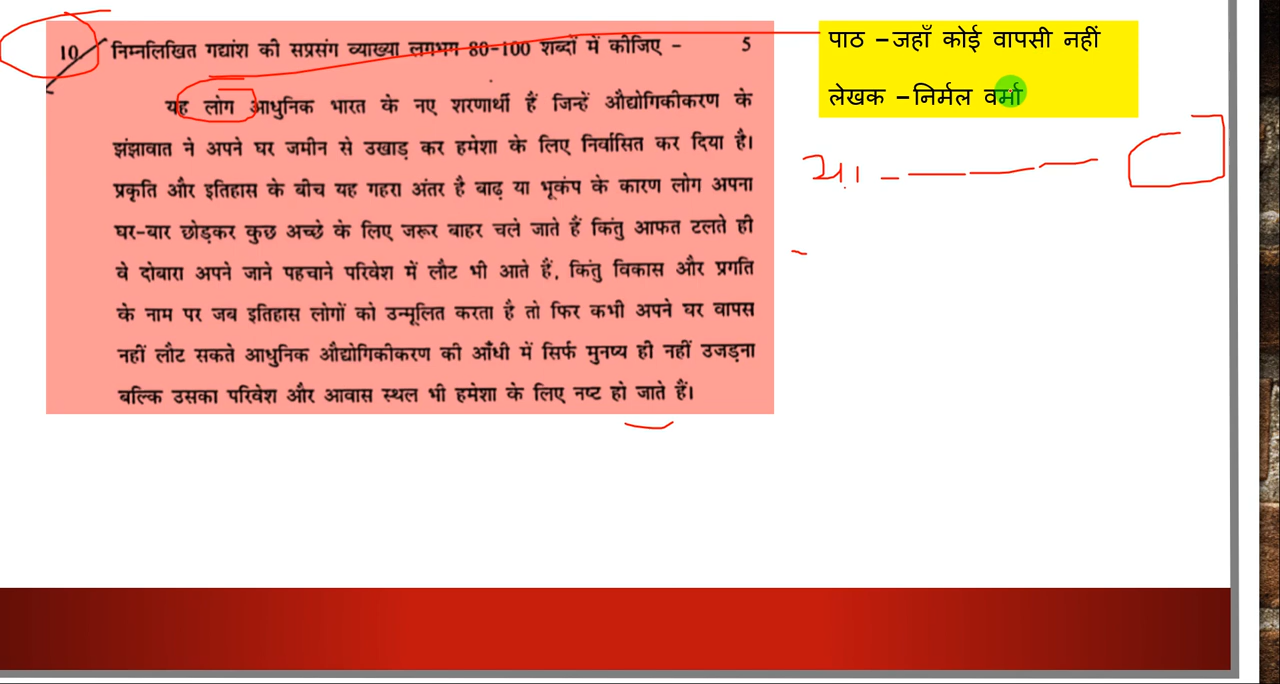 10. निम्नलिखित गद्यांश की सप्रसंग व्याख्या लगभग 80-100 शब्दों में कीजिए - 5
यह लोग आधुनिक भारत के नए शरणार्थी हैं जिन्हें औद्योगिकीकरण के
झंझावात ने अपने घर जमीन से उखाड़ कर हमेशा के लिए निर्वासित कर दिया है।
प्रकृति और इतिहास के बीच यह गहरा अंतर है बाढ़ या भूकंप के कारण लोग अपना
घर-बार छोड़कर कुछ अच्छे के लिए जरूर बाहर चले जाते हैं किंतु आफत टलते ही
वे दोबारा अपने जाने पहचाने परिवेश में लौट भी आते हैं, किंतु विकास और प्रगति
के नाम पर जब इतिहास लोगों को उन्मूलित करता है तो फिर कभी अपने घर वापस
नहीं लौट सकते आधुनिक औद्योगिकीकरण की आँधी में सिर्फ मुनष्य ही नहीं उजड़ना
बल्कि उसका परिवेश और आवास स्थल भी हमेशा के लिए नष्ट हो जाते हैं।
पाठ –जहाँ कोई वापसी नहीं
लेखक –निर्मल वर्मा